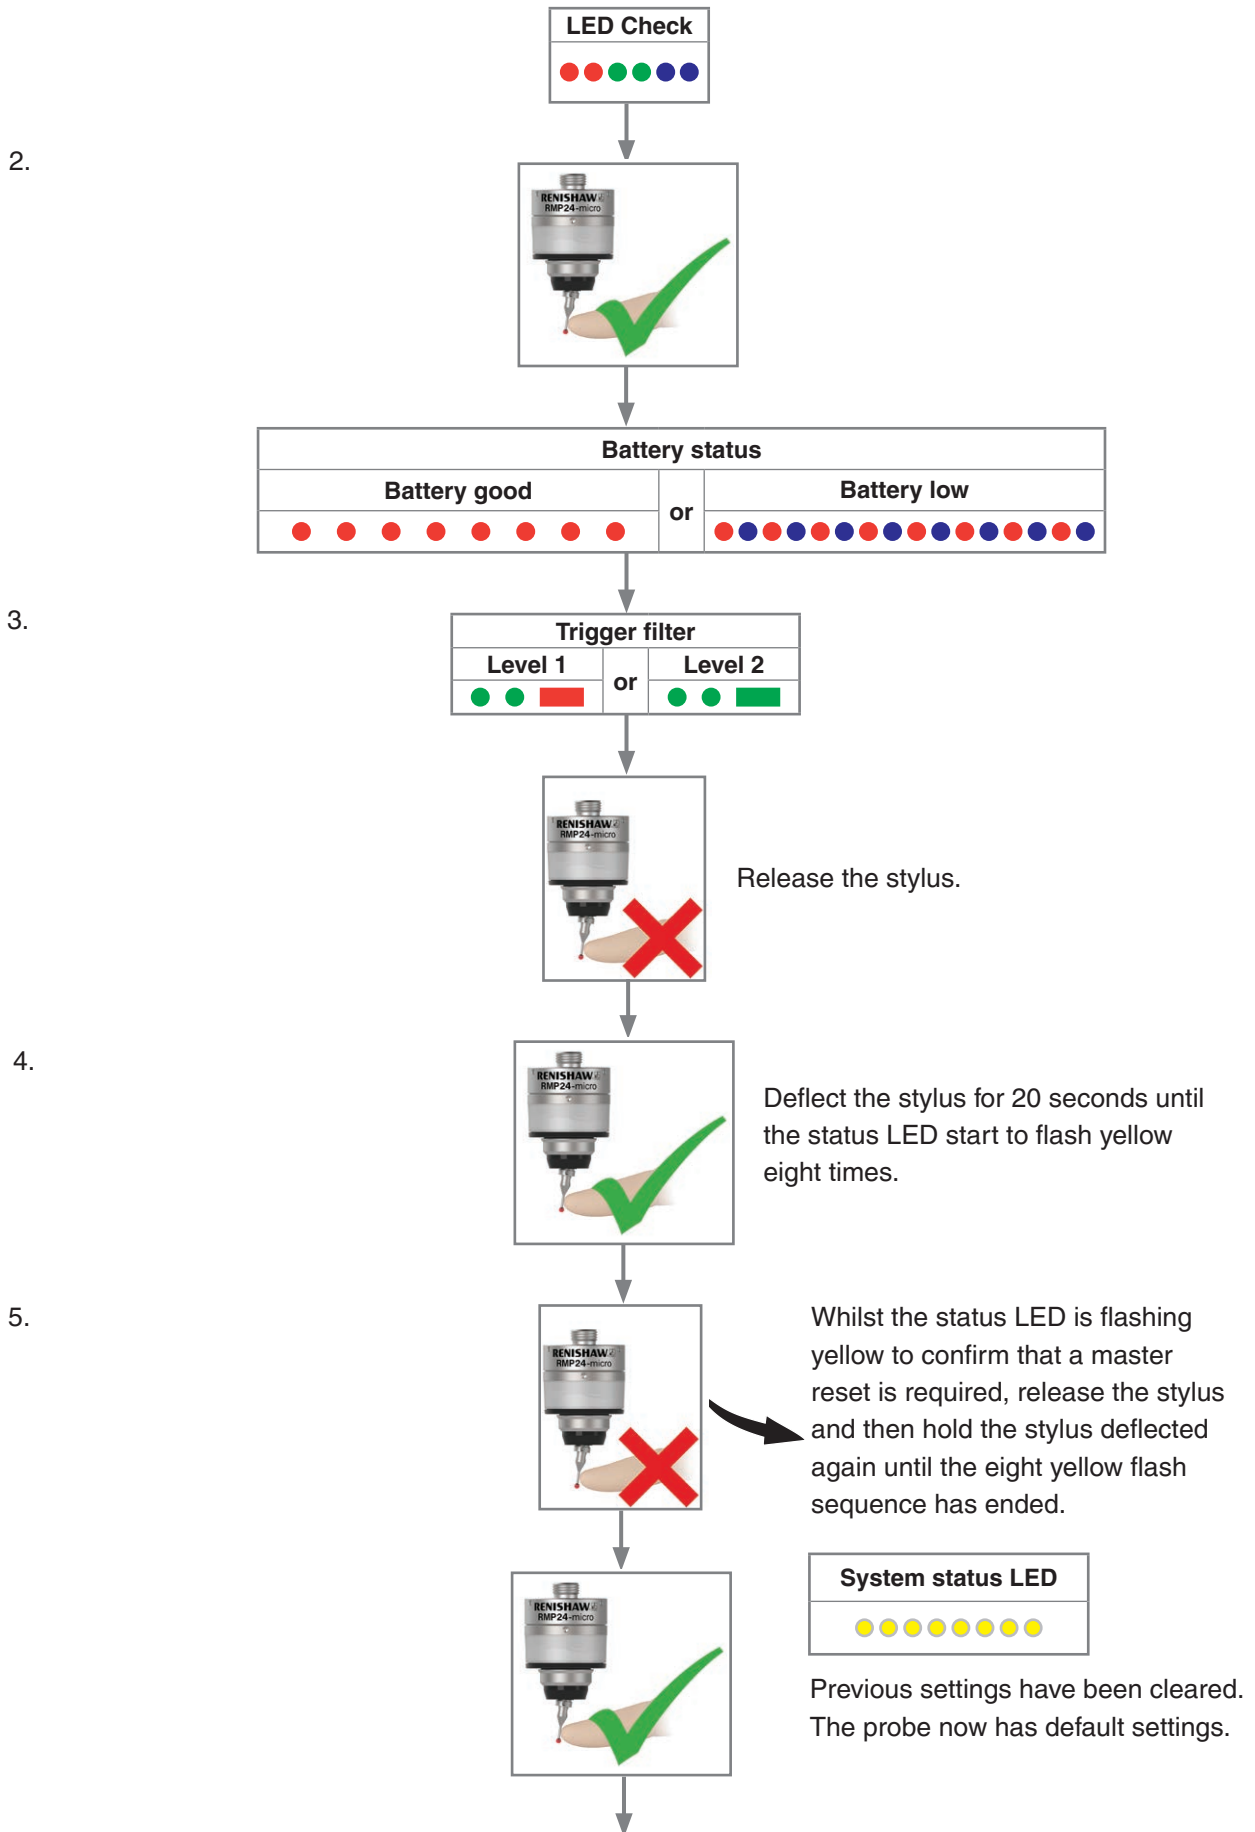 LED Check
2.
RENISHAW
RMP24-micro
Battery status
Battery good
or
Battery low
3.
Trigger filter
Level 1
or
Level 2
RENISHAW
RMP24-micro
Release the stylus.
4.
RENISHAW
RMP24-micro
Deflect the stylus for 20 seconds until
the status LED start to flash yellow
eight times.
5.
RENISHAW
RMP24-micro
Whilst the status LED is flashing
yellow to confirm that a master
reset is required, release the stylus
and then hold the stylus deflected
again until the eight yellow flash
sequence has ended.
System status LED
RENISHAW
RMP24-micro
Previous settings have been cleared.
The probe now has default settings.